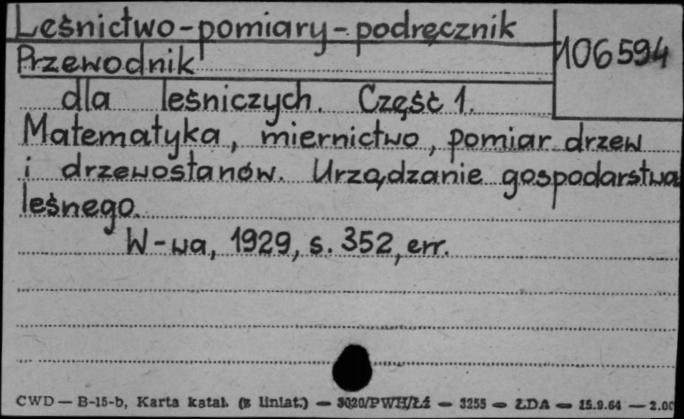 Leśnictwo-pomiary-podręcznik
106594
Przewodnik
dla leśniczych. Część 1.
Matematyka, miernictwo, pomiar drzew
i drzewostanów. Urządzanie gospodarstwa
leśnego.
W-wa, 1929, s. 352, err.
CWD — B-15-b, Karta katal. (z liniat.) — 3020/PWH/Łź — 3255 — ŁDA — 15.9.64 — 2.00